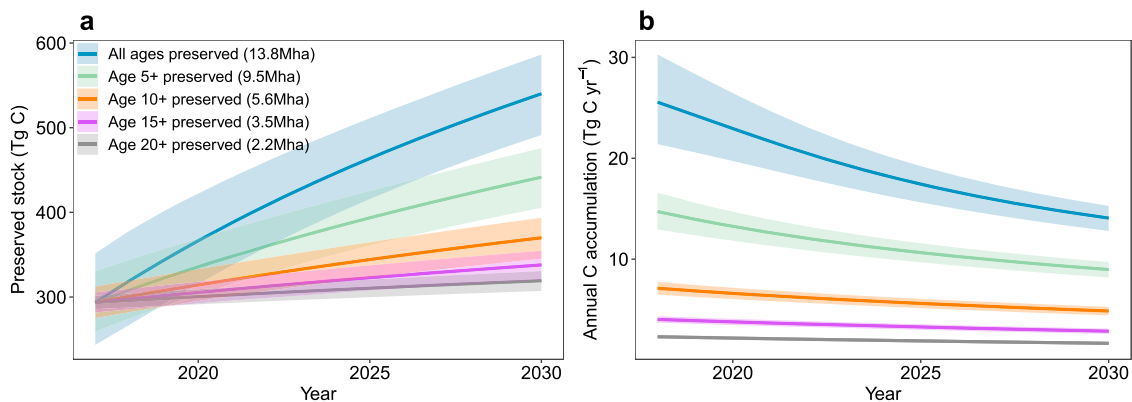 a
600
500
400
300
Preserved stock (Tg C)
All ages preserved (13.8Mha)
Age 5+ preserved (9.5Mha)
Age 10+ preserved (5.6Mha)
Age 15+ preserved (3.5Mha)
Age 20+ preserved (2.2Mha)
2020
2025
2030
Year
b
30
20
10
Annual C accumulation (Tg C yr⁻¹)
2020
2025
2030
Year